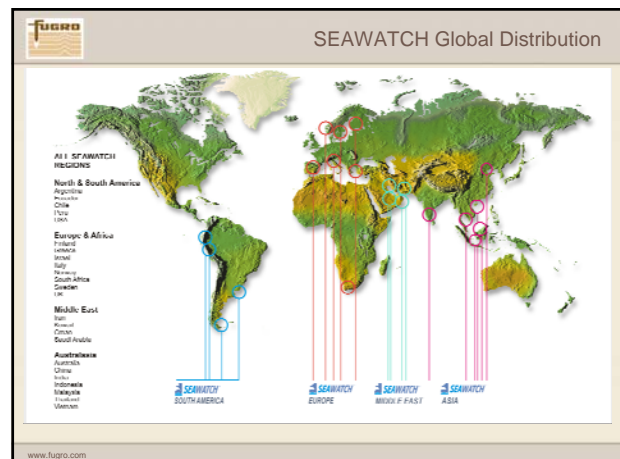 FUGRO
SEAWATCH Global Distribution
ALL SEAWATCH
REGIONS
North & South America
Argentina
Ecuador
Chile
Peru
USA
Europe & Africa
Finland
Greece
Israel
Italy
Norway
South Africa
Sweden
UK
Middle East
Iran
Kuwait
Oman
Saudi Arabia
Australasia
Australia
China
India
Indonesia
Malaysia
Thailand
Vietnam
SEAWATCH
SOUTH AMERICA
SEAWATCH
EUROPE
SEAWATCH
MIDDLE EAST
SEAWATCH
ASIA
www.fugro.com